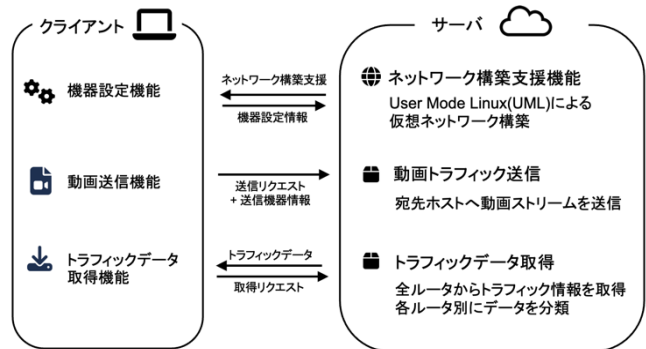 クライアント
サーバ
機器設定機能
ネットワーク構築支援
機器設定情報
ネットワーク構築支援機能
User Mode Linux(UML)による
仮想ネットワーク構築
動画送信機能
送信リクエスト
+ 送信機器情報
動画トラフィック送信
宛先ホストへ動画ストリームを送信
トラフィックデータ
取得機能
トラフィックデータ
取得リクエスト
トラフィックデータ取得
全ルータからトラフィック情報を取得
各ルータ別にデータを分類